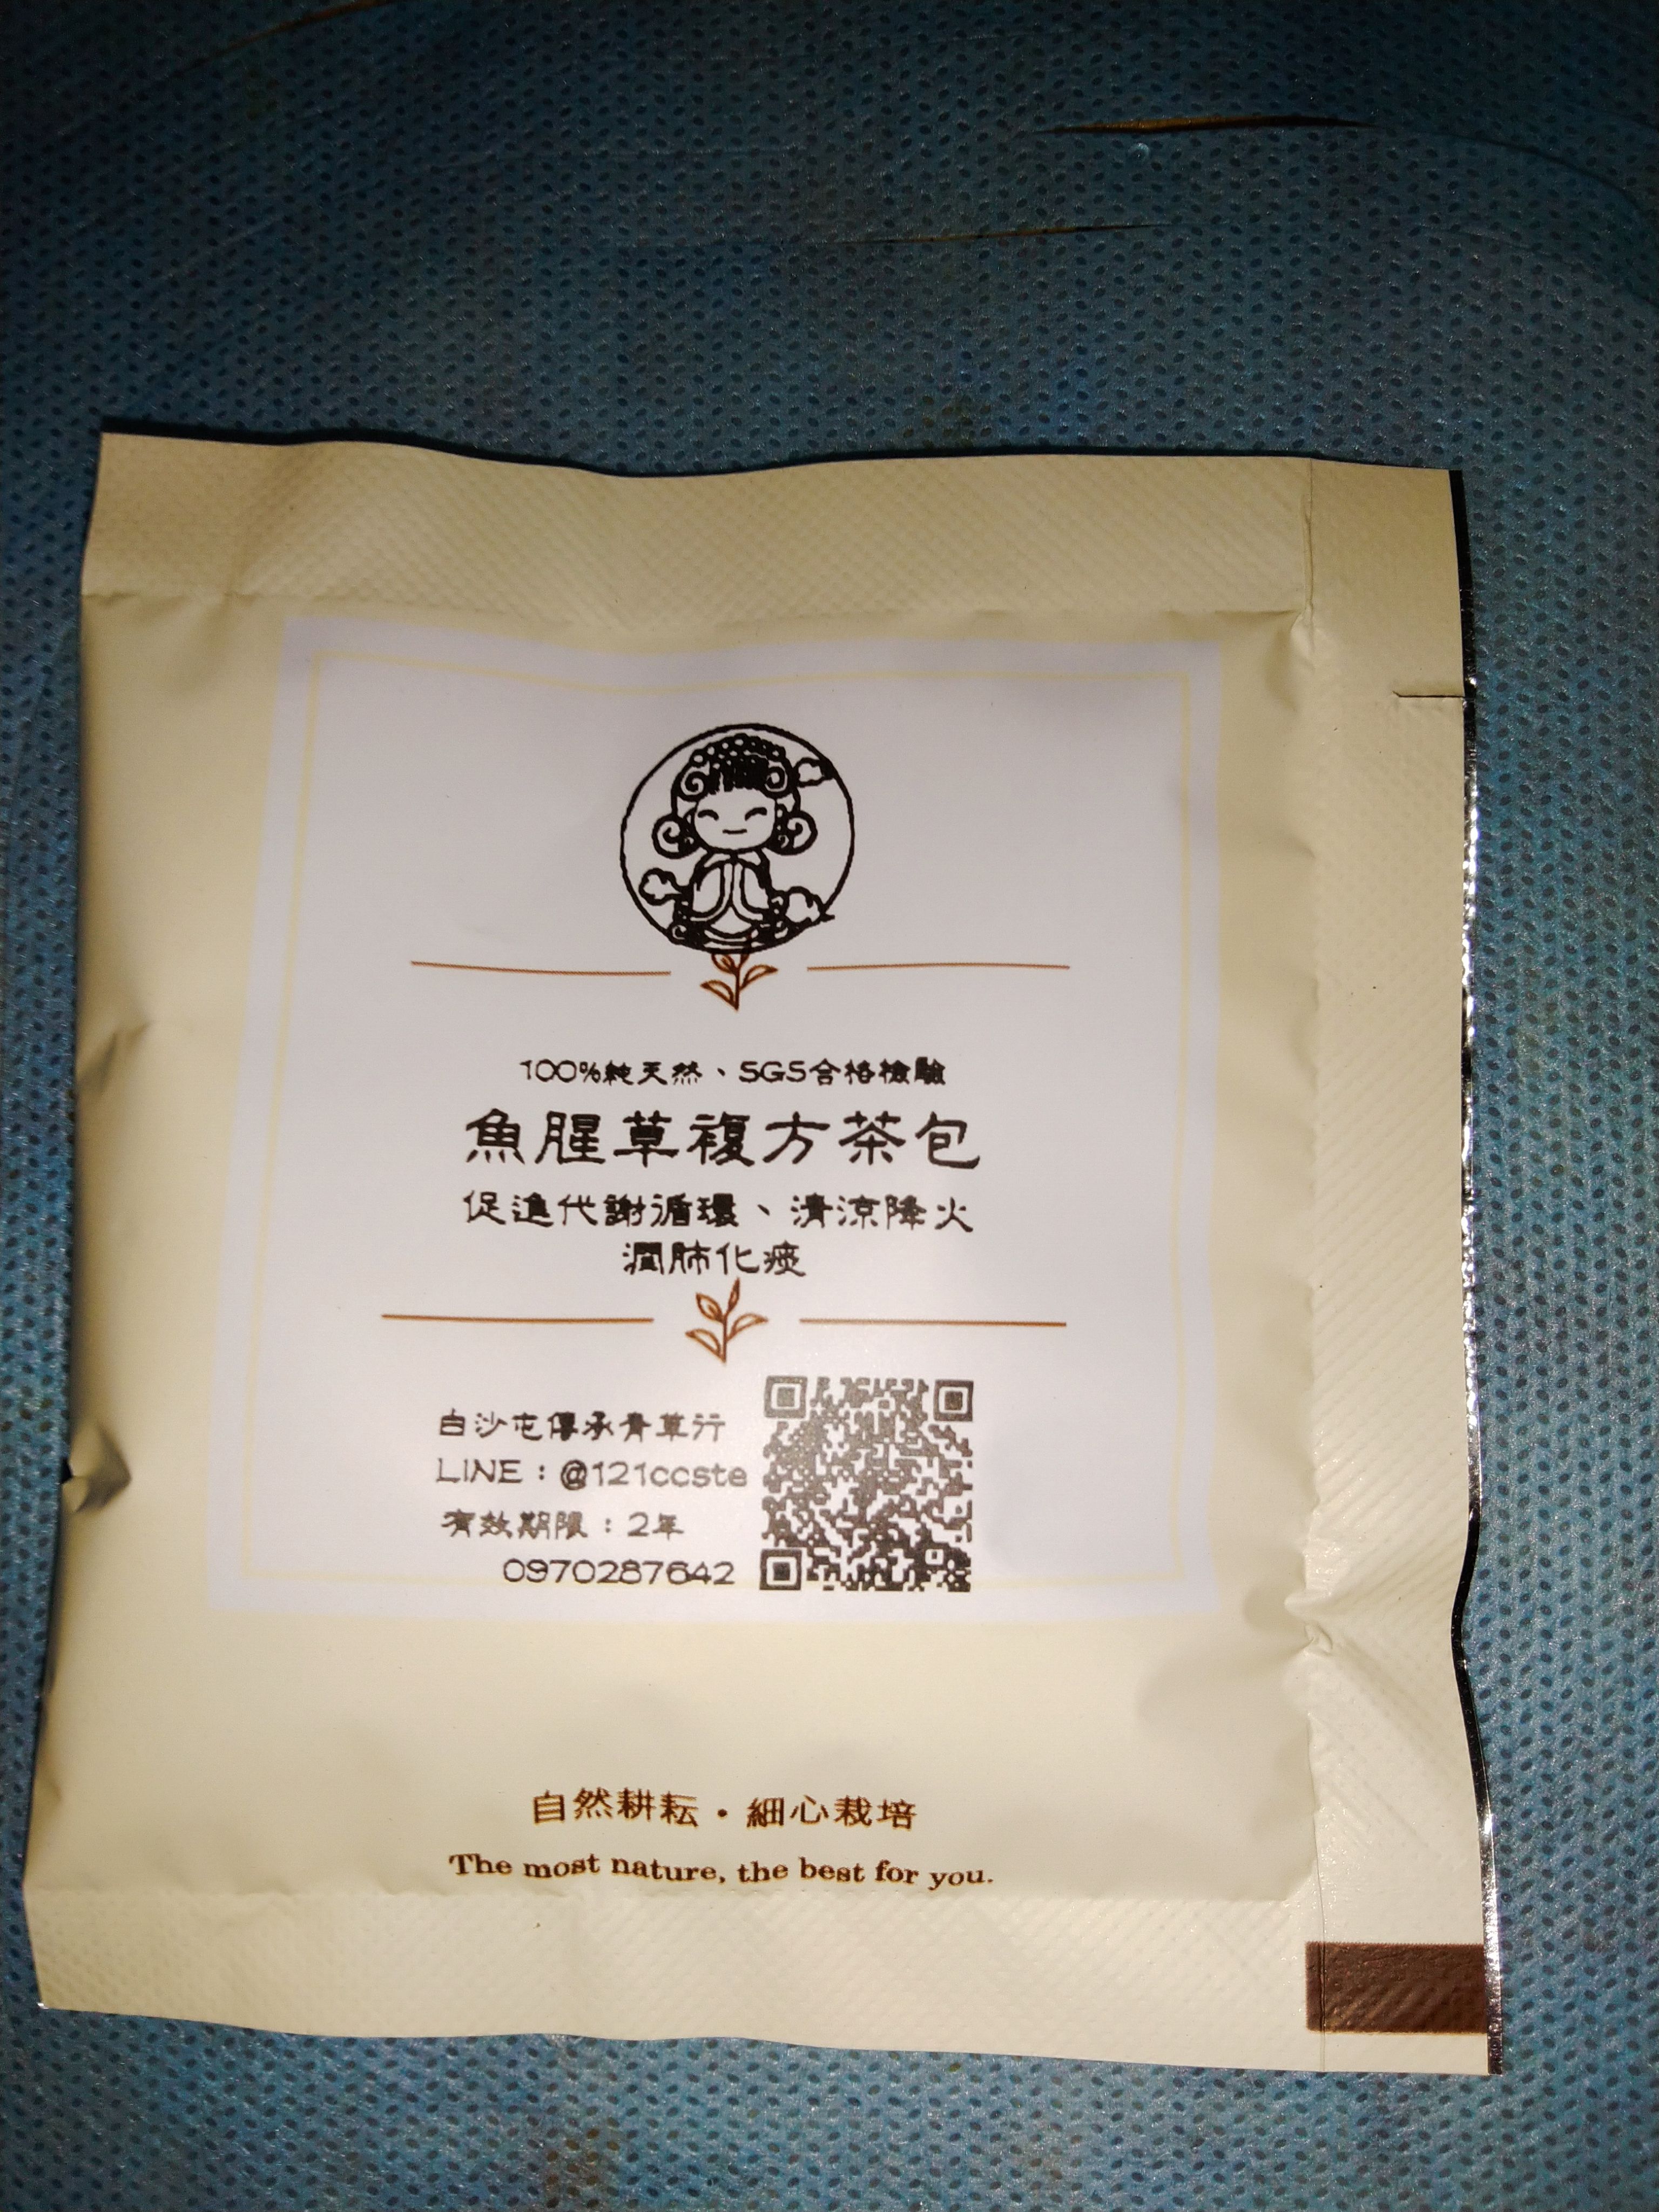 100%純天然、SGS合格檢驗
魚腥草複方茶包
促進代謝循環、清涼降火
潤肺化痰
白沙屯傳承青草行
LINE：@121ccste
有效期限：2年
0970287642
自然耕耘・細心栽培
The most nature, the best for you.